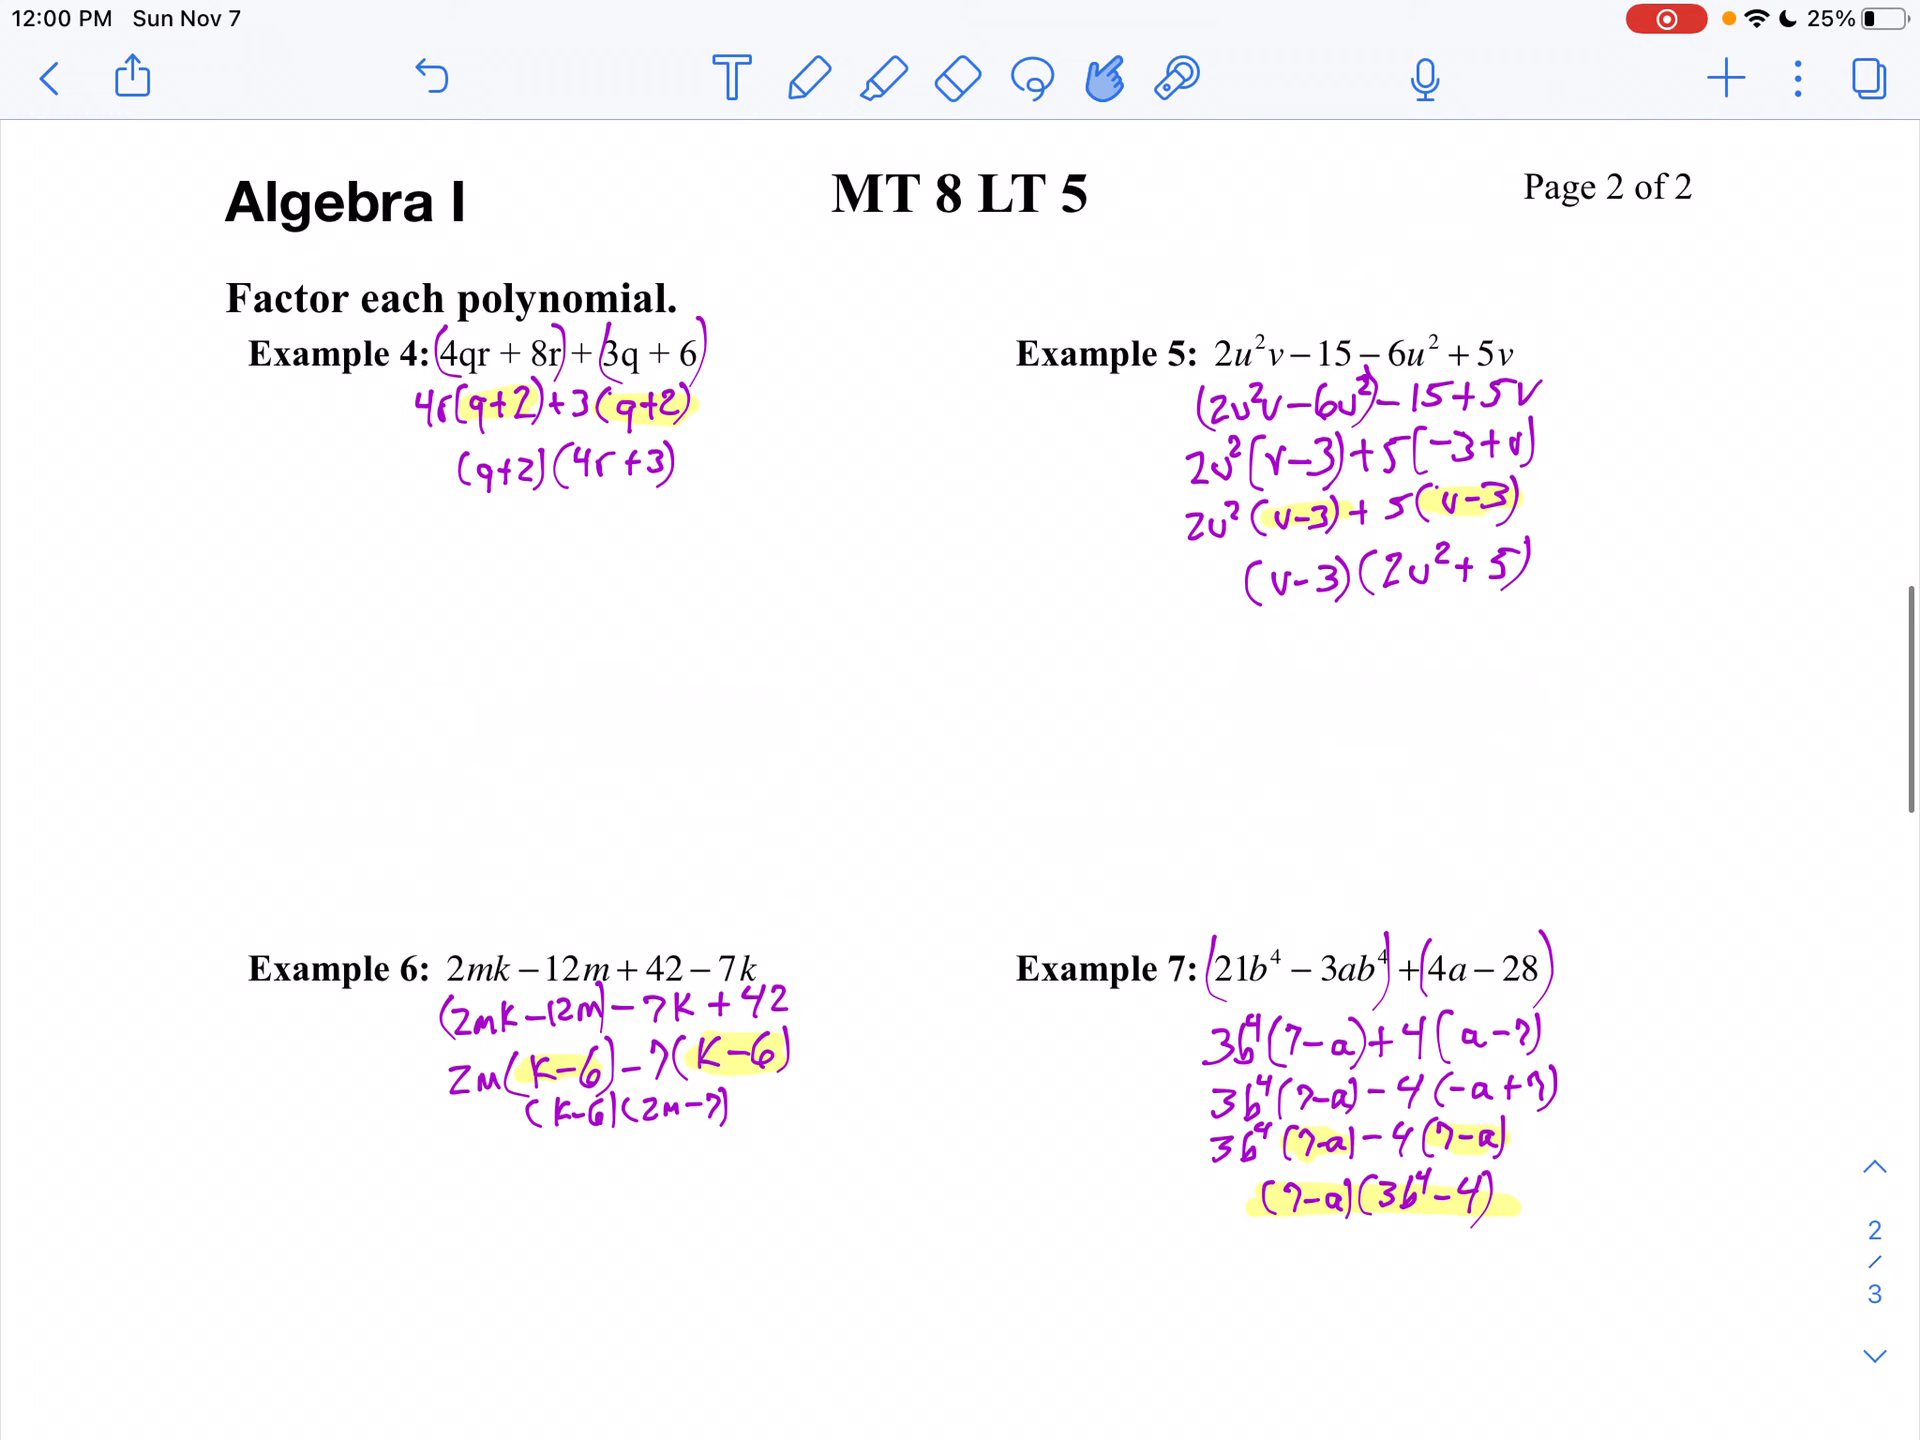 12:00 PM Sun Nov 7 25%
Algebra I MT 8 LT 5 Page 2 of 2
Factor each polynomial.
Example 4: (4qr + 8r) + (3q + 6)
4r(q+2)+3(q+2)
(q+2)(4r+3)
Example 5: 2u²v – 15 – 6u² + 5v
(2u²v–6u²)–15+5v
2u²(v–3)+5(–3+v)
2u²(v–3)+5(v–3)
(v–3)(2u²+5)
Example 6: 2mk – 12m + 42 – 7k
(2mk–12m)–7k+42
2m(k–6)–7(k–6)
(k–6)(2m–7)
Example 7: (21b⁴ – 3ab⁴) + (4a – 28)
3b⁴(7–a)+4(a–7)
3b⁴(7–a)–4(–a+7)
3b⁴(7–a)–4(7–a)
(7–a)(3b⁴–4)
2
/
3